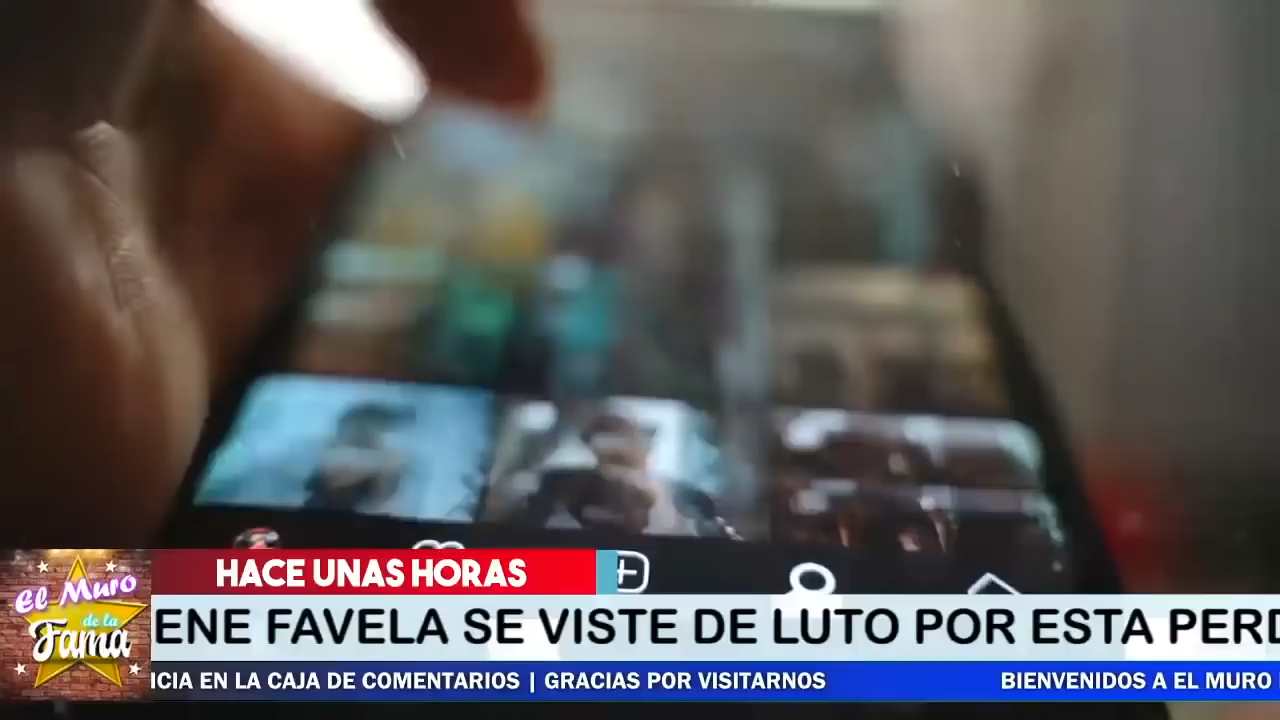 HACE UNAS HORAS
El Muro
de la
Fama
ENE FAVELA SE VISTE DE LUTO POR ESTA PERD
ICIA EN LA CAJA DE COMENTARIOS | GRACIAS POR VISITARNOS BIENVENIDOS A EL MURO